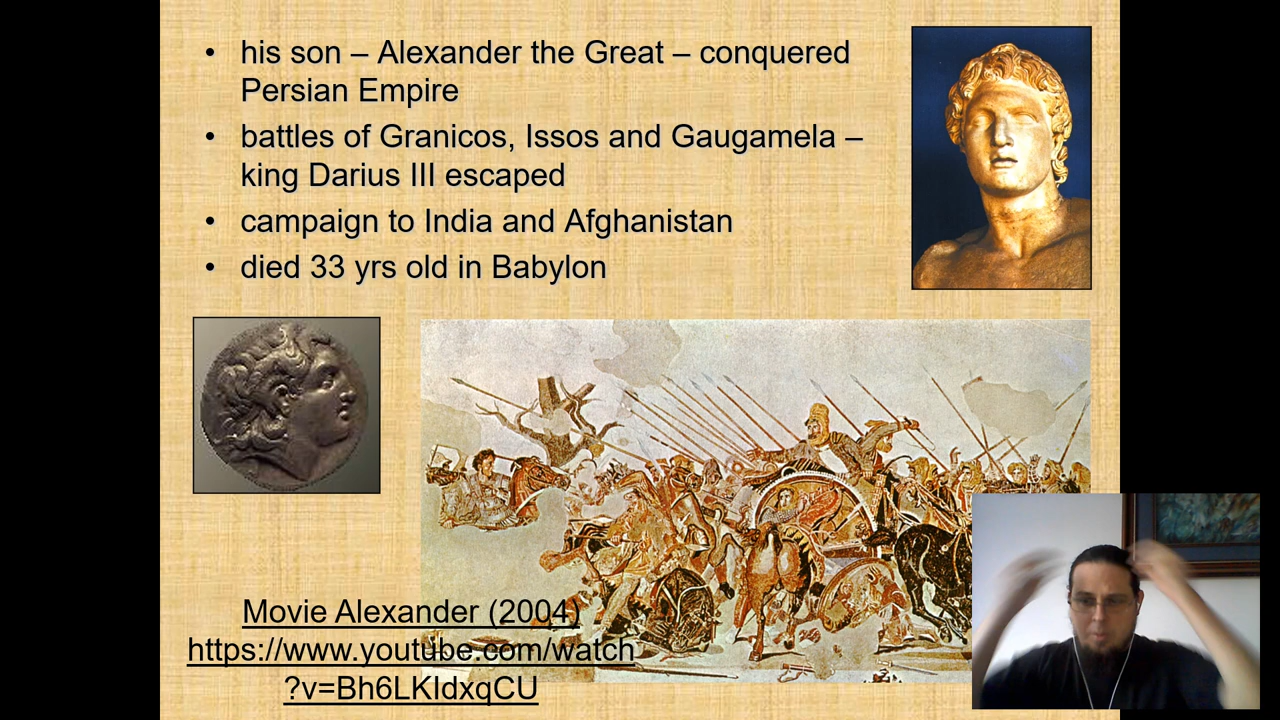 • his son – Alexander the Great – conquered
Persian Empire
• battles of Granicos, Issos and Gaugamela –
king Darius III escaped
• campaign to India and Afghanistan
• died 33 yrs old in Babylon
Movie Alexander (2004)
https://www.youtube.com/watch
?v=Bh6LKIdxqCU